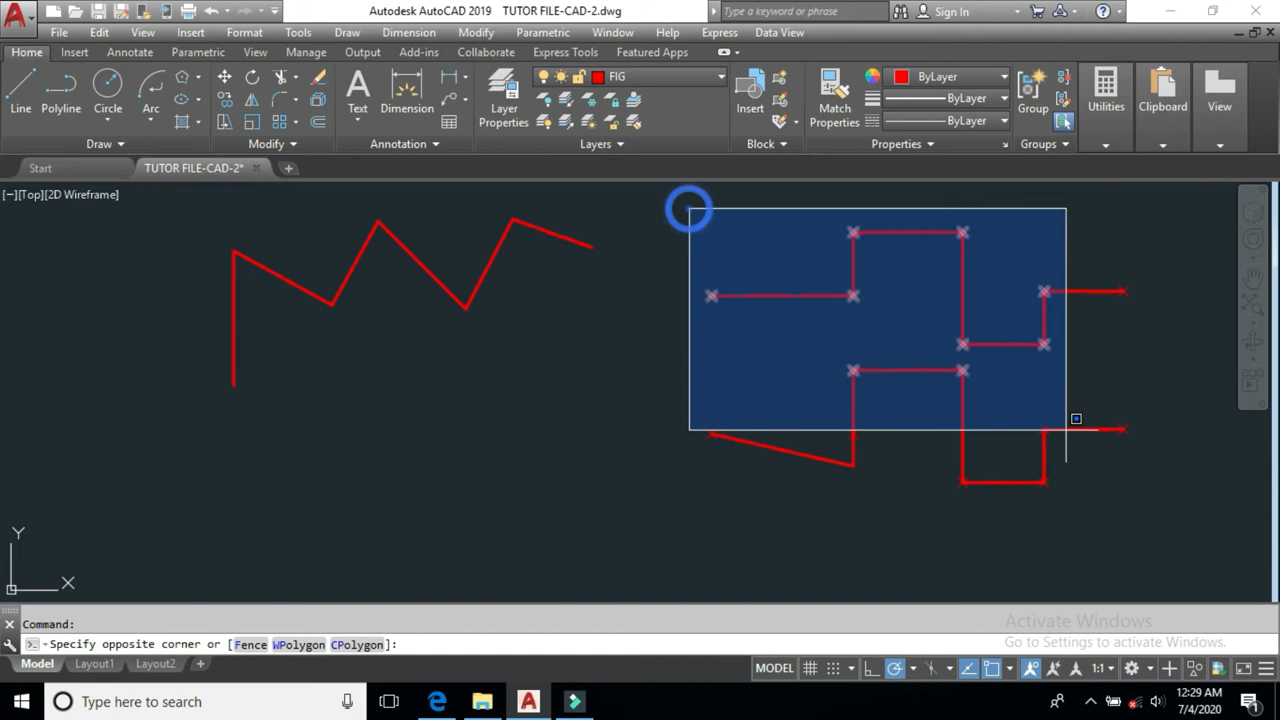 Autodesk AutoCAD 2019 TUTOR FILE-CAD-2.dwg
Type a keyword or phrase
Sign In
File Edit View Insert Format Tools Draw Dimension Modify Parametric Window Help Express Data View
Home Insert Annotate Parametric View Manage Output Add-ins Collaborate Express Tools Featured Apps
FIG
ByLayer
ByLayer
ByLayer
Line Polyline Circle Arc Text Dimension Layer Properties Insert Match Properties Group Utilities Clipboard View
Draw Modify Annotation Layers Block Properties Groups
Start TUTOR FILE-CAD-2*
[−][Top][2D Wireframe]
Y
X
Command:
Specify opposite corner or [Fence WPolygon CPolygon]:
Activate Windows
Go to Settings to activate Windows.
Model Layout1 Layout2
MODEL 1:1
Type here to search
12:29 AM
7/4/2020
1